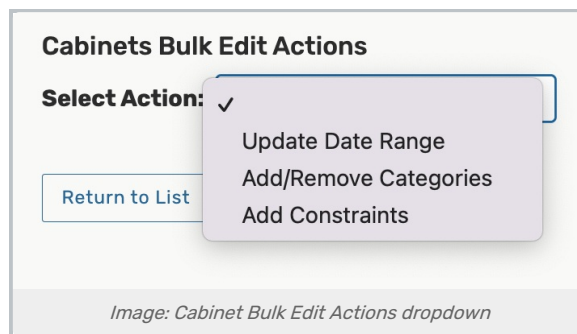 Cabinets Bulk Edit Actions
Select Action:
✓
Update Date Range
Add/Remove Categories
Add Constraints
Return to List
Image: Cabinet Bulk Edit Actions dropdown